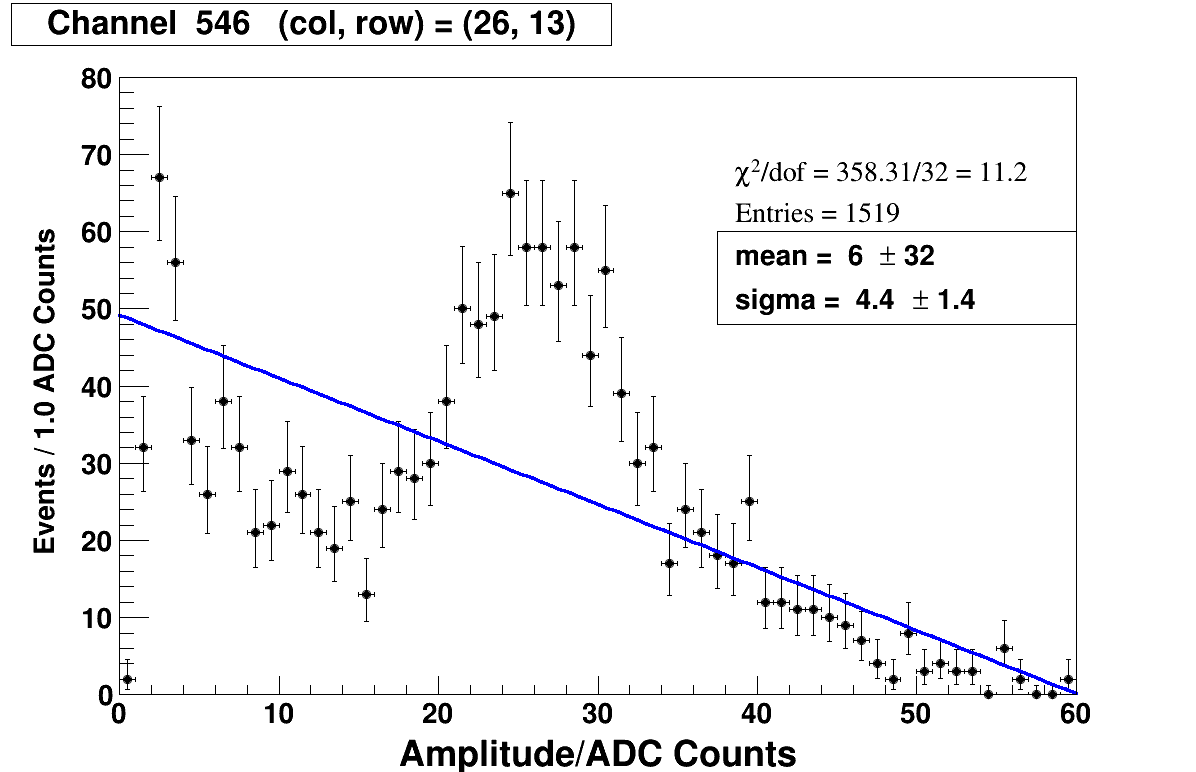 Channel 546 (col, row) = (26, 13)
80
70
60
50
40
30
20
10
0
Events / 1.0 ADC Counts
χ²/dof = 358.31/32 = 11.2
Entries = 1519
mean = 6 ± 32
sigma = 4.4 ± 1.4
0 10 20 30 40 50 60
Amplitude/ADC Counts